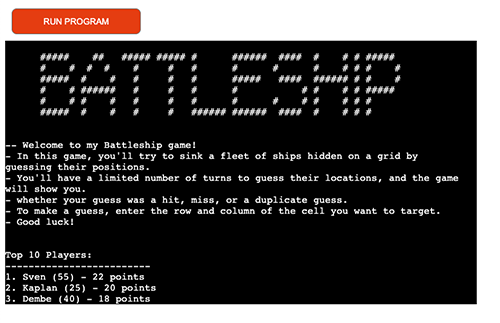 RUN PROGRAM
BATTLESHIP
-- Welcome to my Battleship game!
- In this game, you'll try to sink a fleet of ships hidden on a grid by
guessing their positions.
- You'll have a limited number of turns to guess their locations, and the game
will show you.
- whether your guess was a hit, miss, or a duplicate guess.
- To make a guess, enter the row and column of the cell you want to target.
- Good luck!
Top 10 Players:
-------------------------
1. Sven (55) - 22 points
2. Kaplan (25) - 20 points
3. Dembe (40) - 18 points